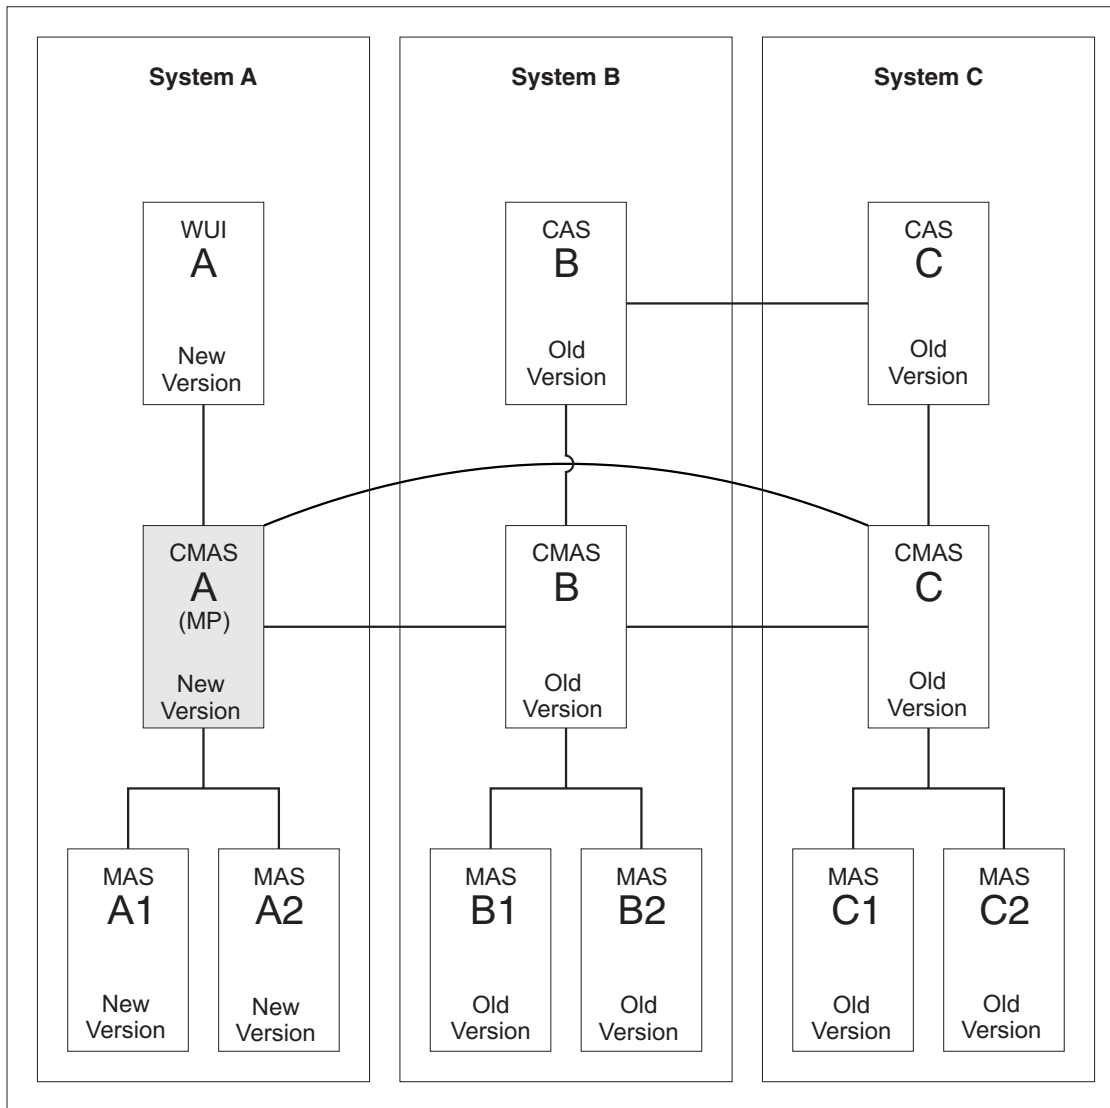 System A
System B
System C
WUI
A
New
Version
CAS
B
Old
Version
CAS
C
Old
Version
CMAS
A
(MP)
New
Version
CMAS
B
Old
Version
CMAS
C
Old
Version
MAS
A1
New
Version
MAS
A2
New
Version
MAS
B1
Old
Version
MAS
B2
Old
Version
MAS
C1
Old
Version
MAS
C2
Old
Version